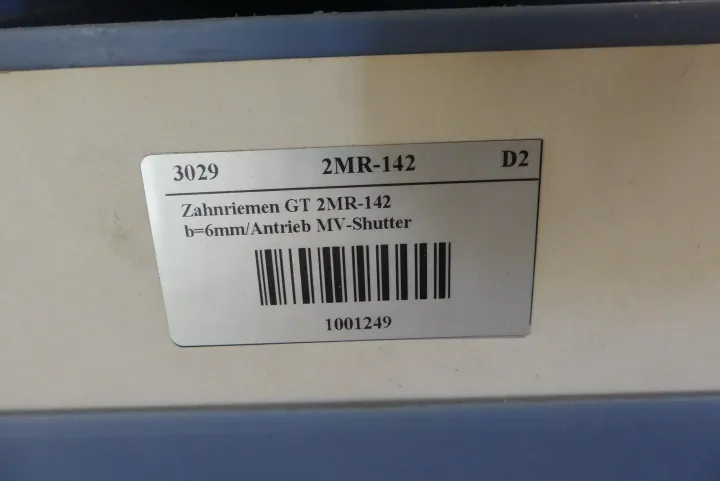 3029 2MR-142 D2
Zahnriemen GT 2MR-142
b=6mm/Antrieb MV-Shutter
1001249